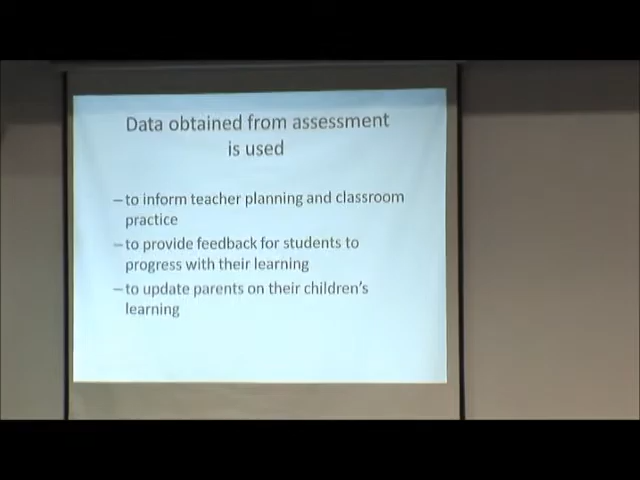 Data obtained from assessment
is used
– to inform teacher planning and classroom
practice
– to provide feedback for students to
progress with their learning
– to update parents on their children's
learning